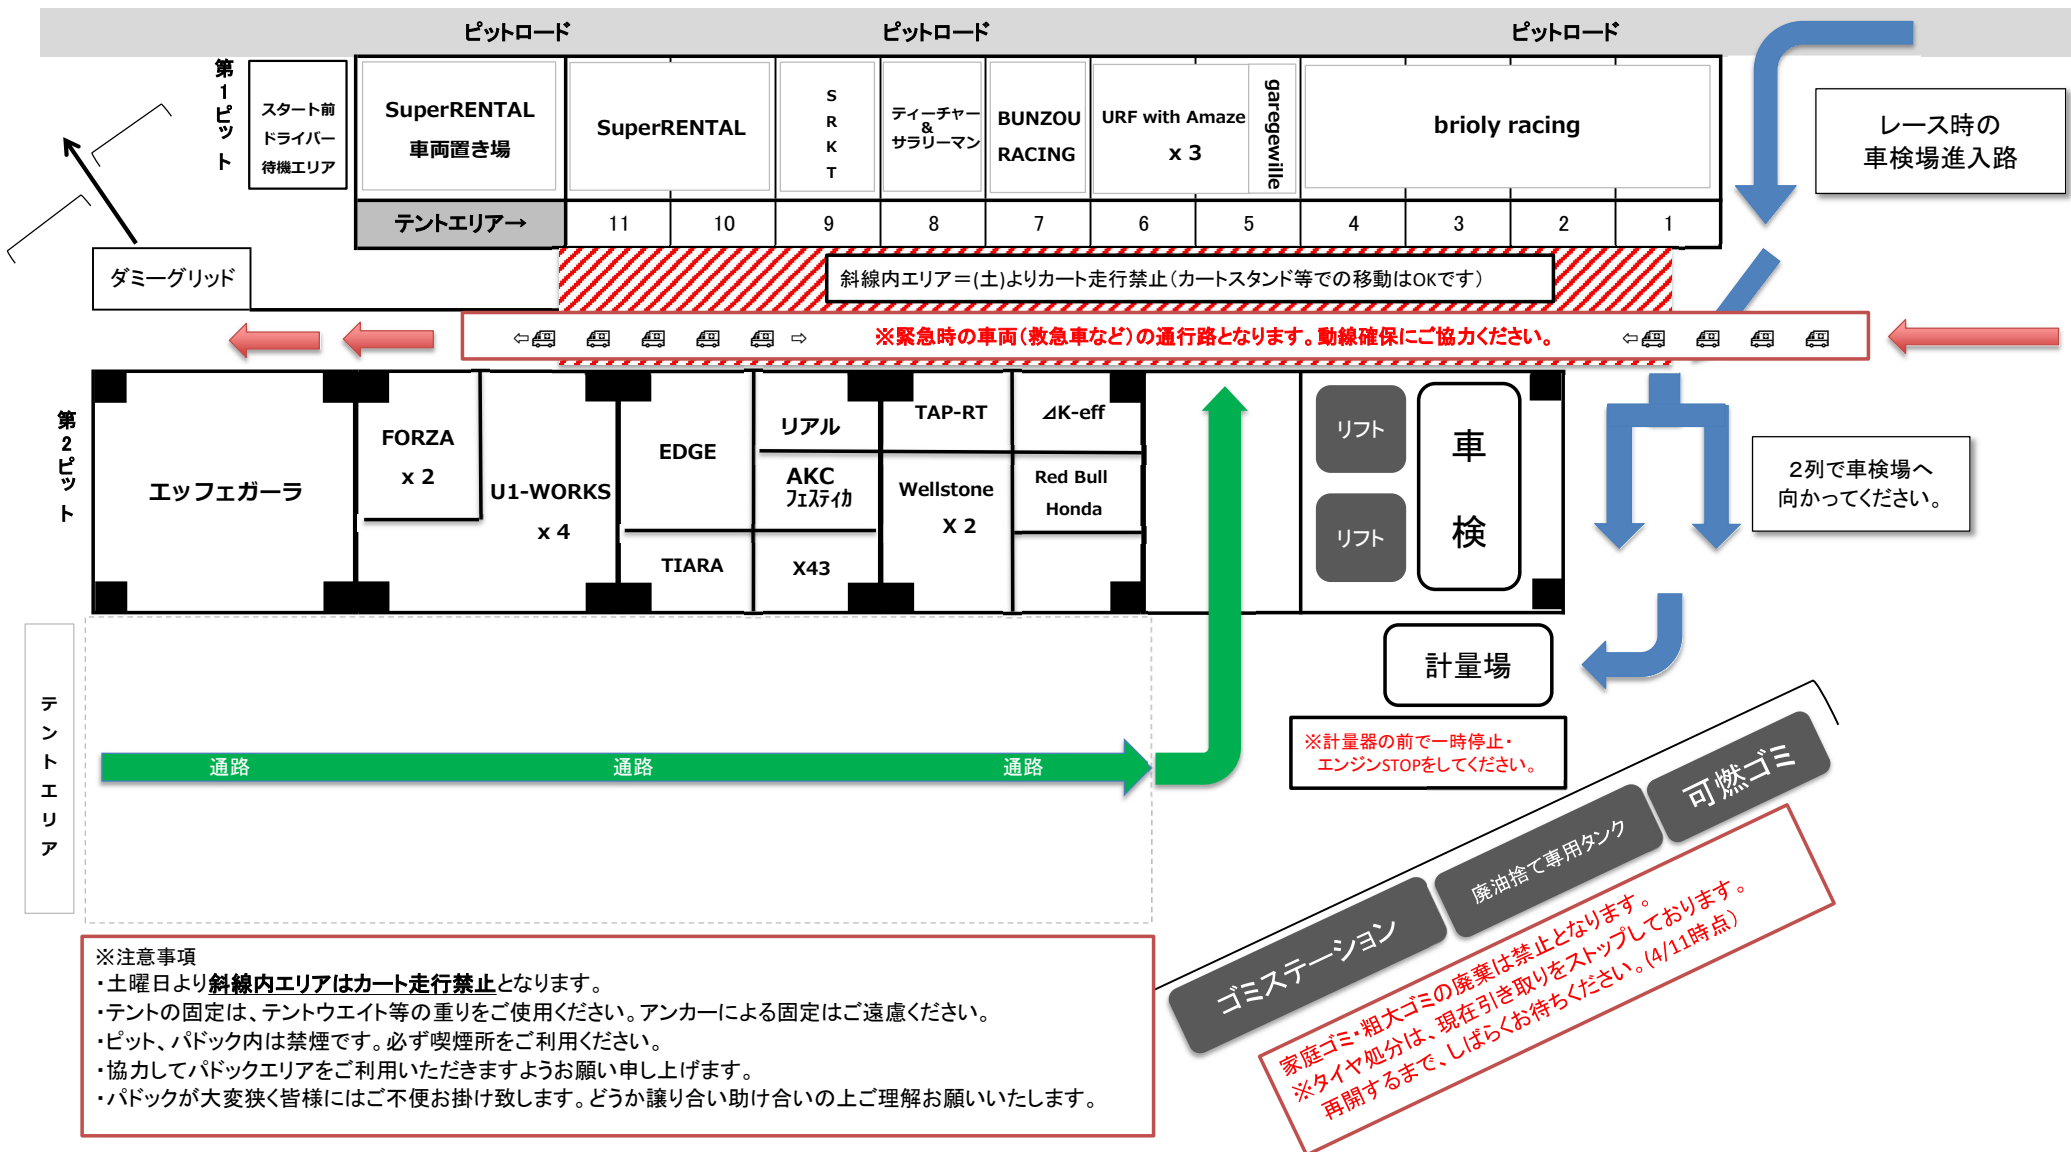 ピットロード
ピットロード
ピットロード
第1ピット
スタート前
ドライバー
待機エリア
SuperRENTAL
車両置き場
SuperRENTAL
SRKT
ティーチャー
&
サラリーマン
BUNZOU
RACING
URF with Amaze
x 3
garegewille
brioly racing
レース時の
車検場進入路
テントエリア→
11
10
9
8
7
6
5
4
3
2
1
ダミーグリッド
斜線内エリア=(土)よりカート走行禁止(カートスタンド等での移動はOKです)
※緊急時の車両(救急車など)の通行路となります。動線確保にご協力ください。
第2ピット
エッフェガーラ
FORZA
x 2
U1-WORKS
x 4
EDGE
TIARA
リアル
AKC
フェスティカ
X43
TAP-RT
Wellstone
X 2
⊿K-eff
Red Bull
Honda
リフト
リフト
車検
2列で車検場へ
向かってください。
計量場
※計量器の前で一時停止・
エンジンSTOPをしてください。
テントエリア
通路
通路
通路
可燃ゴミ
廃油捨て専用タンク
ゴミステーション
家庭ゴミ・粗大ゴミの廃棄は禁止となります。
※タイヤ処分は、現在引き取りをストップしております。
再開するまで、しばらくお待ちください。(4/11時点)
※注意事項
・土曜日より斜線内エリアはカート走行禁止となります。
・テントの固定は、テントウエイト等の重りをご使用ください。アンカーによる固定はご遠慮ください。
・ピット、パドック内は禁煙です。必ず喫煙所をご利用ください。
・協力してパドックエリアをご利用いただきますようお願い申し上げます。
・パドックが大変狭く皆様にはご不便お掛け致します。どうか譲り合い助け合いの上ご理解お願いいたします。